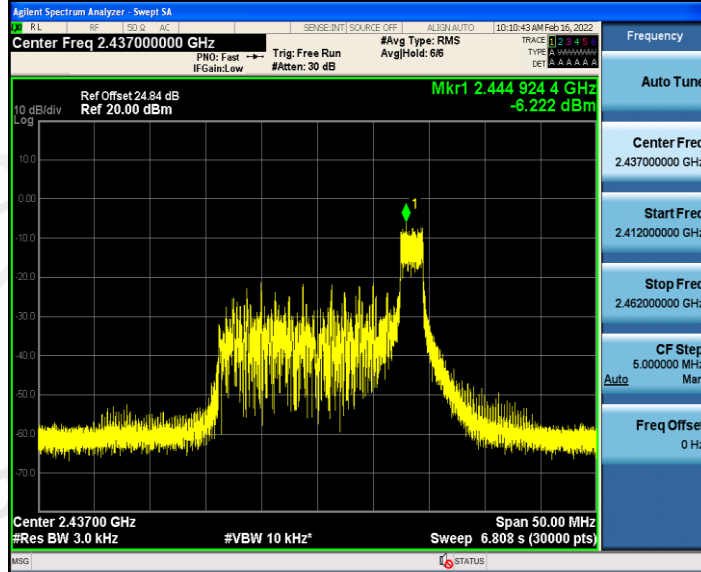 Agilent Spectrum Analyzer - Swept SA
RL RF 50 Ω AC SENSE:INT SOURCE OFF ALIGN AUTO 10:10:43 AM Feb 16, 2022
Center Freq 2.437000000 GHz
PNO: Fast
IFGain:Low
Trig: Free Run
#Atten: 30 dB
#Avg Type: RMS
Avg|Hold: 6/6
TRACE 1 2 3 4 5 6
TYPE A WWWWW
DET A A A A A A
Ref Offset 24.84 dB
10 dB/div Ref 20.00 dBm
Log
Mkr1 2.444 924 4 GHz
-6.222 dBm
1
10.0
0.00
-10.0
-20.0
-30.0
-40.0
-50.0
-60.0
-70.0
Center 2.43700 GHz Span 50.00 MHz
#Res BW 3.0 kHz #VBW 10 kHz* Sweep 6.808 s (30000 pts)
MSG STATUS
Frequency
Auto Tune
Center Freq
2.437000000 GHz
Start Freq
2.412000000 GHz
Stop Freq
2.462000000 GHz
CF Step
5.000000 MHz
Auto Man
Freq Offset
0 Hz